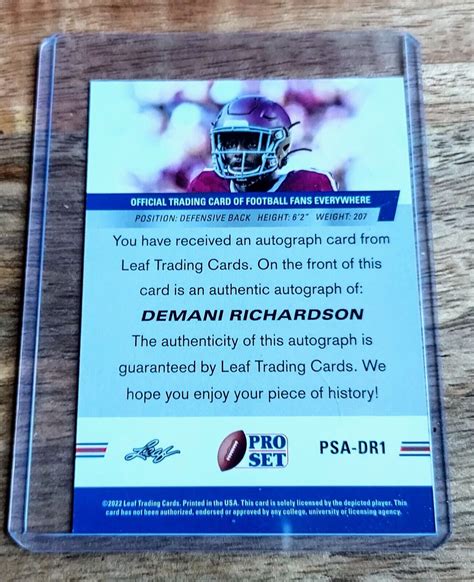 OFFICIAL TRADING CARD OF FOOTBALL FANS EVERYWHERE
POSITION: DEFENSIVE BACK HEIGHT: 6'2" WEIGHT: 207
You have received an autograph card from
Leaf Trading Cards. On the front of this
card is an authentic autograph of:
DEMANI RICHARDSON
The authenticity of this autograph is
guaranteed by Leaf Trading Cards. We
hope you enjoy your piece of history!
Leaf
PRO
SET
PSA-DR1
©2022 Leaf Trading Cards. Printed in the USA. This card is solely licensed by the depicted player. This
card has not been authorized, endorsed or approved by any college, university or licensing agency.